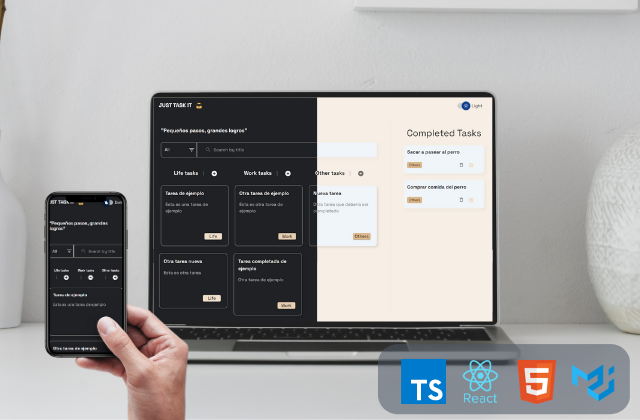 JUST TASK IT
Light
"Pequeños pasos, grandes logros"
All
Search by title
Life tasks
Work tasks
Other tasks
Tarea de ejemplo
Esta es una tarea de
ejemplo
Life
Otra tarea de ejemplo
Esta es otra tarea de
ejemplo
Work
Nueva tarea
Otra tarea que debería ser
completada
Others
Otra tarea nueva
Esta es otra tarea
Life
Tarea completada de
ejemplo
Otra tarea de ejemplo
Work
Completed Tasks
Sacar a pasear al perro
Others
Comprar comida del perro
Others
JUST TASK
Dark
"Pequeños pasos, grandes
logros"
All
Search by title
Life tasks
Work tasks
Other tasks
Tarea de ejemplo
Esta es una tarea de ejemplo
Otra tarea de ejemplo
TS
React
5